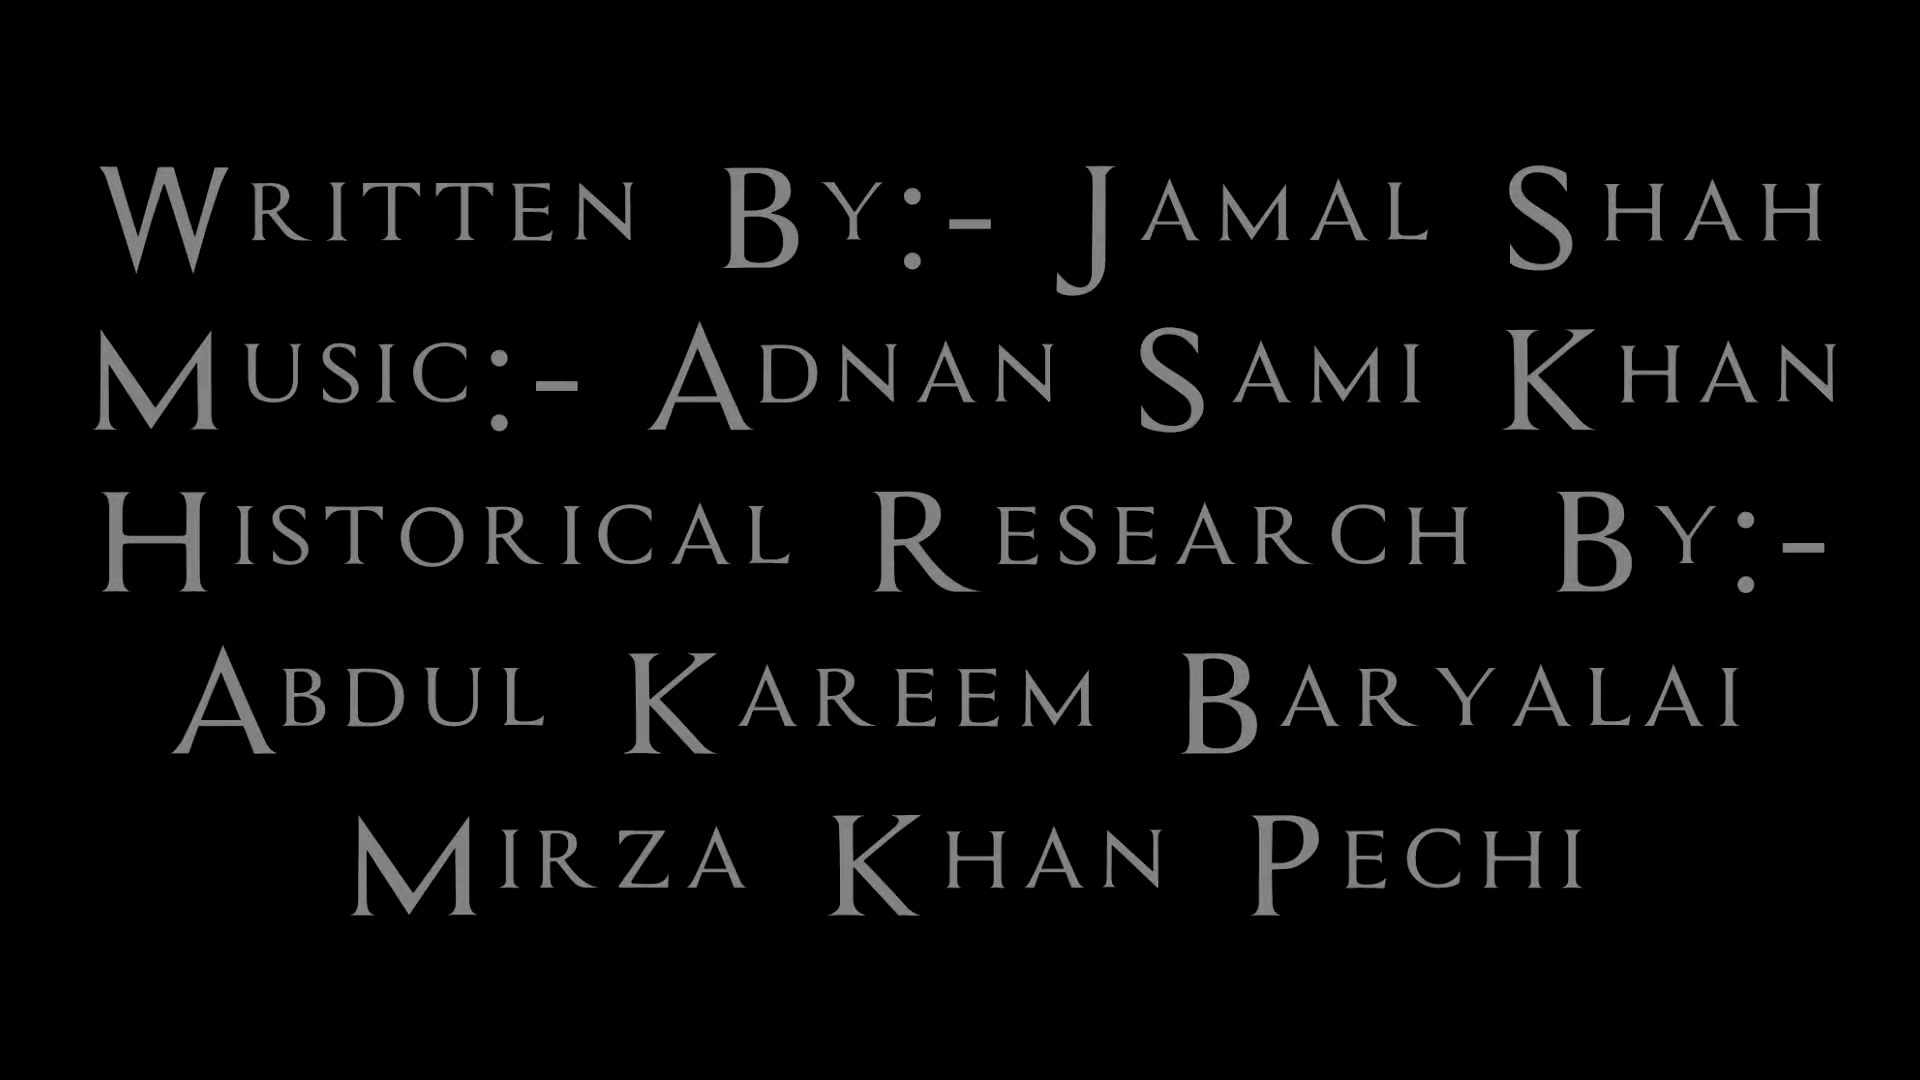 Written By:- Jamal Shah
Music:- Adnan Sami Khan
Historical Research By:-
Abdul Kareem Baryalai
Mirza Khan Pechi